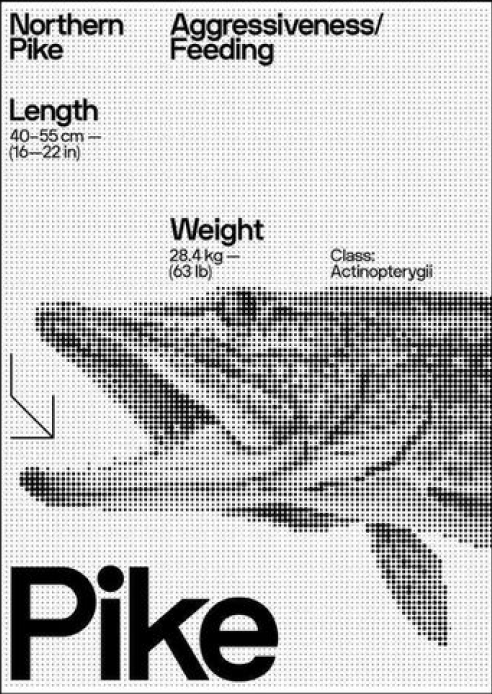 Northern
Pike
Aggressiveness/
Feeding
Length
40–55 cm —
(16—22 in)
Weight
28.4 kg —
(63 lb)
Class:
Actinopterygii
Pike